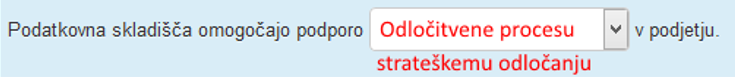 Podatkovna skladišča omogočajo podporo Odločitvene procesu v podjetju.
strateškemu odločanju